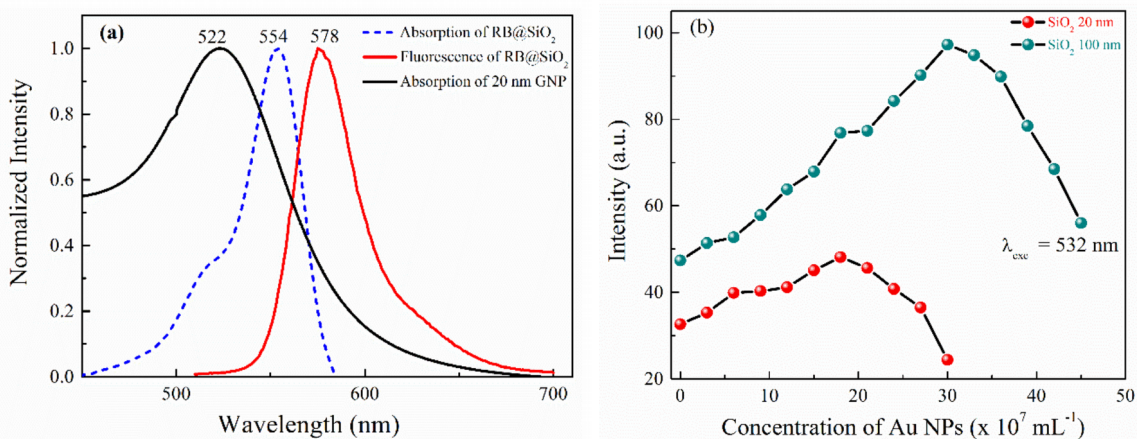 (a)
522 554 578
Absorption of RB@SiO2
Fluorescence of RB@SiO2
Absorption of 20 nm GNP
1.0
0.8
0.6
0.4
0.2
0.0
Normalized Intensity
500 600 700
Wavelength (nm)
(b)
SiO2 20 nm
SiO2 100 nm
100
80
60
40
20
Intensity (a.u.)
λexc = 532 nm
0 10 20 30 40 50
Concentration of Au NPs (x 10^7 mL^-1)